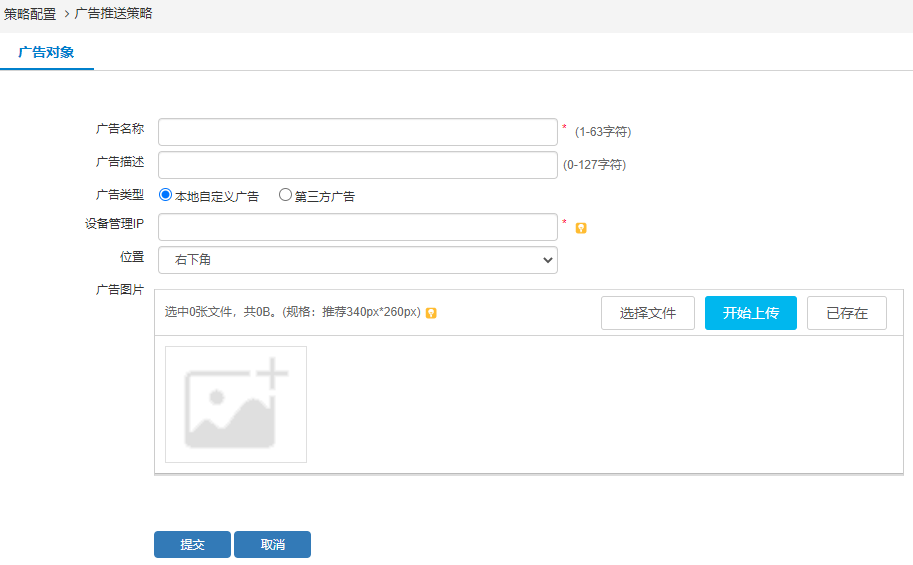 策略配置 > 广告推送策略
广告对象
广告名称 * (1-63字符)
广告描述 (0-127字符)
广告类型 本地自定义广告 第三方广告
设备管理IP *
位置 右下角
广告图片
选中0张文件，共0B。(规格：推荐340px*260px) 选择文件 开始上传 已存在
提交 取消